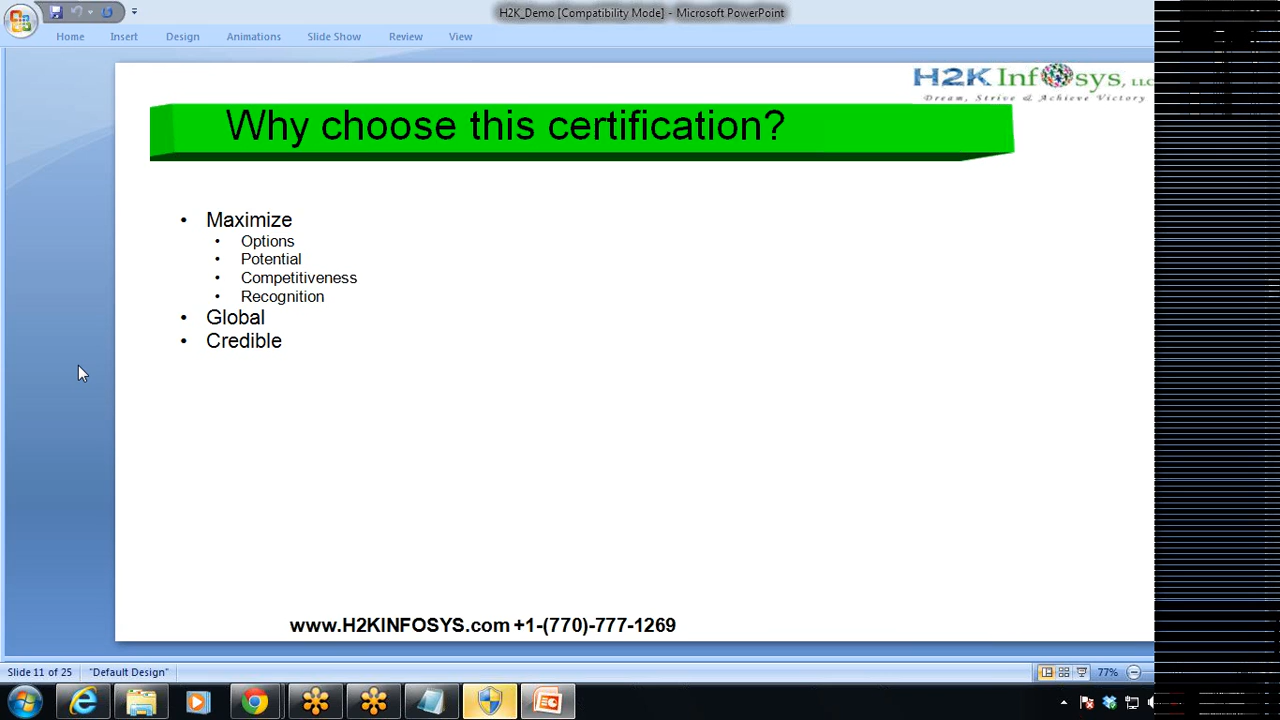 H2K_Demo [Compatibility Mode] - Microsoft PowerPoint
Home Insert Design Animations Slide Show Review View
H2K Infosys, LLC
Dream, Strive & Achieve Victory
Why choose this certification?
• Maximize
• Options
• Potential
• Competitiveness
• Recognition
• Global
• Credible
www.H2KINFOSYS.com +1-(770)-777-1269
Slide 11 of 25 "Default Design" 77%